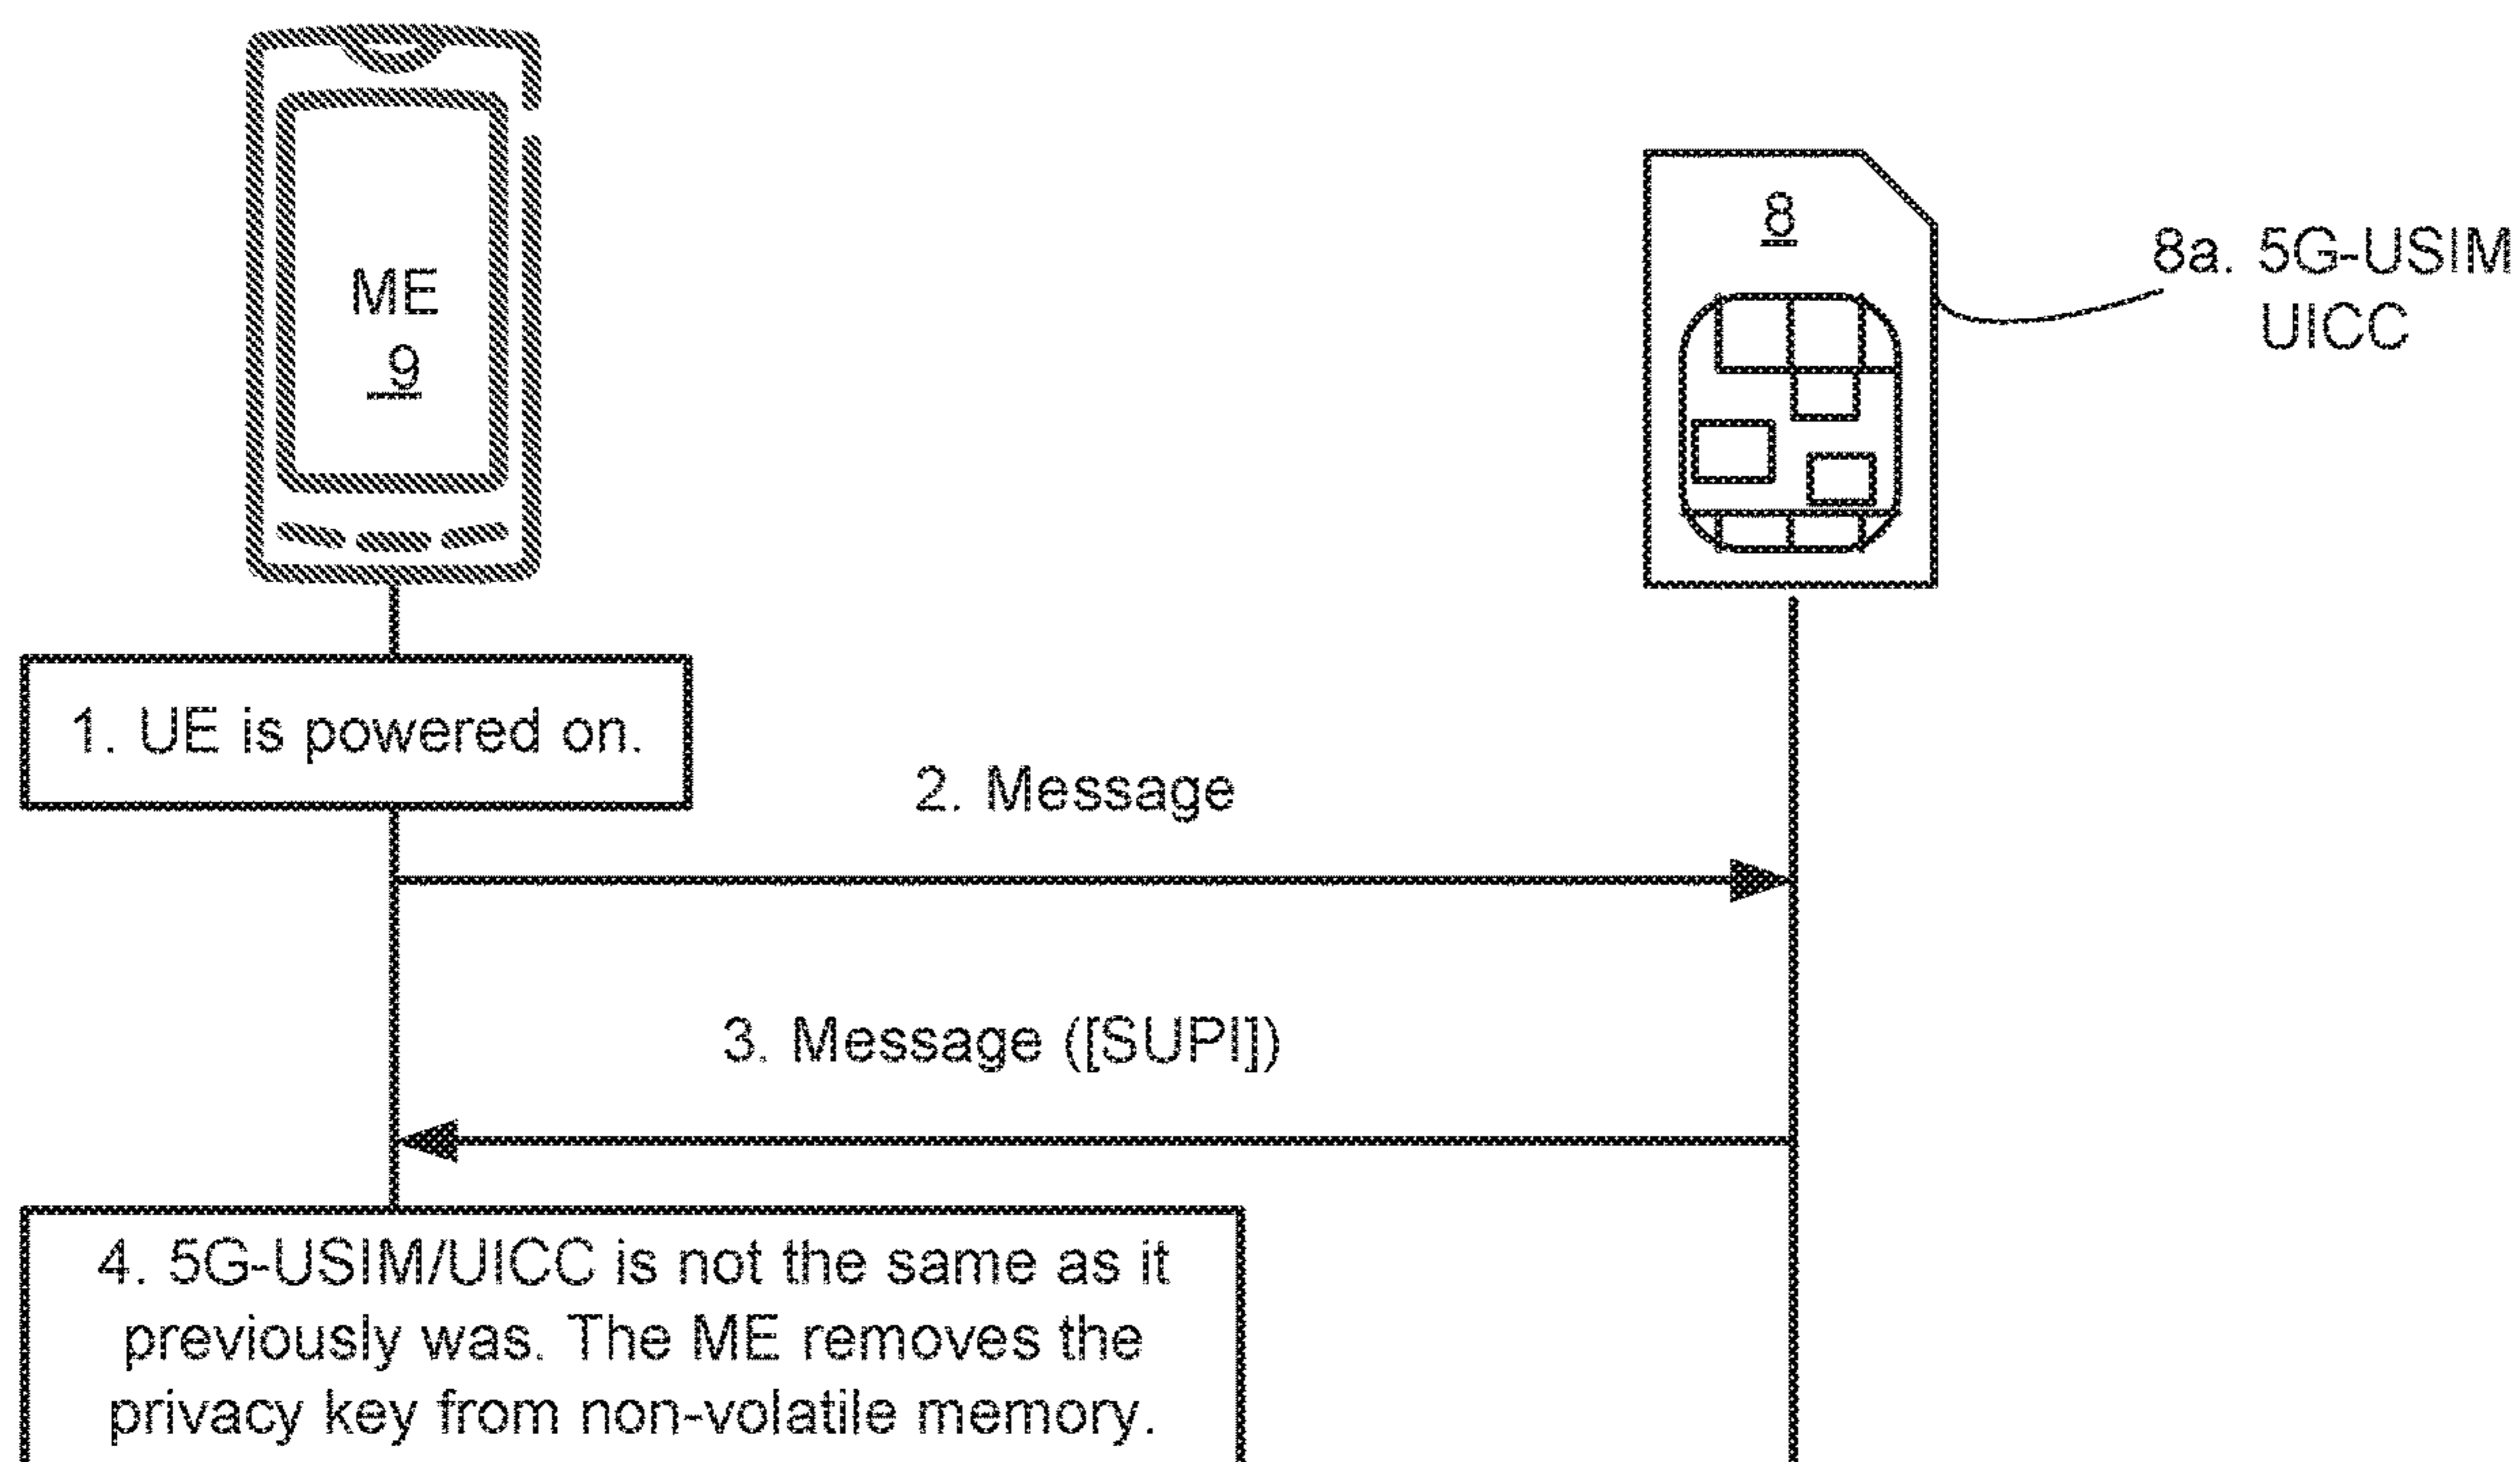 ME
9
8
8a. 5G-USIM
UICC
1. UE is powered on.
2. Message
3. Message ([SUPI])
4. 5G-USIM/UICC is not the same as it
previously was. The ME removes the
privacy key from non-volatile memory.